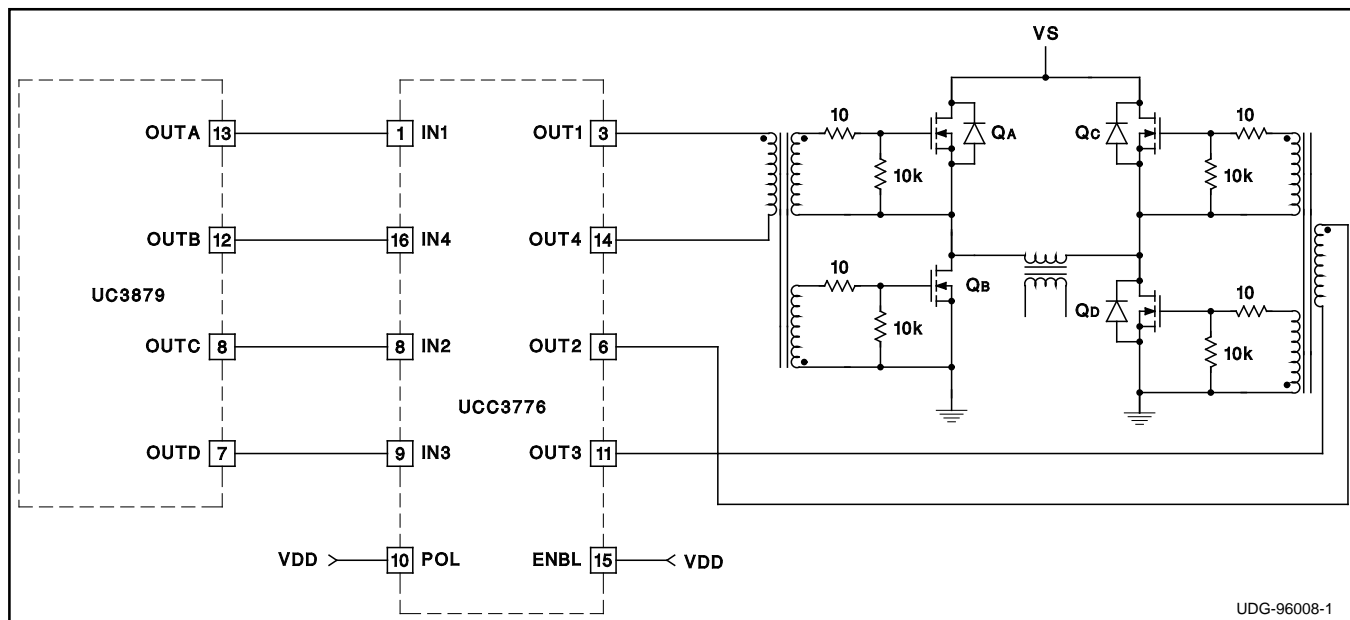 VS
OUTA 13 1 IN1 OUT1 3
10 QA QC 10
10k 10k
OUTB 12 16 IN4 OUT4 14
UC3879
10 QB QD 10
10k 10k
OUTC 8 8 IN2 OUT2 6
UCC3776
OUTD 7 9 IN3 OUT3 11
VDD 10 POL ENBL 15 VDD
UDG-96008-1